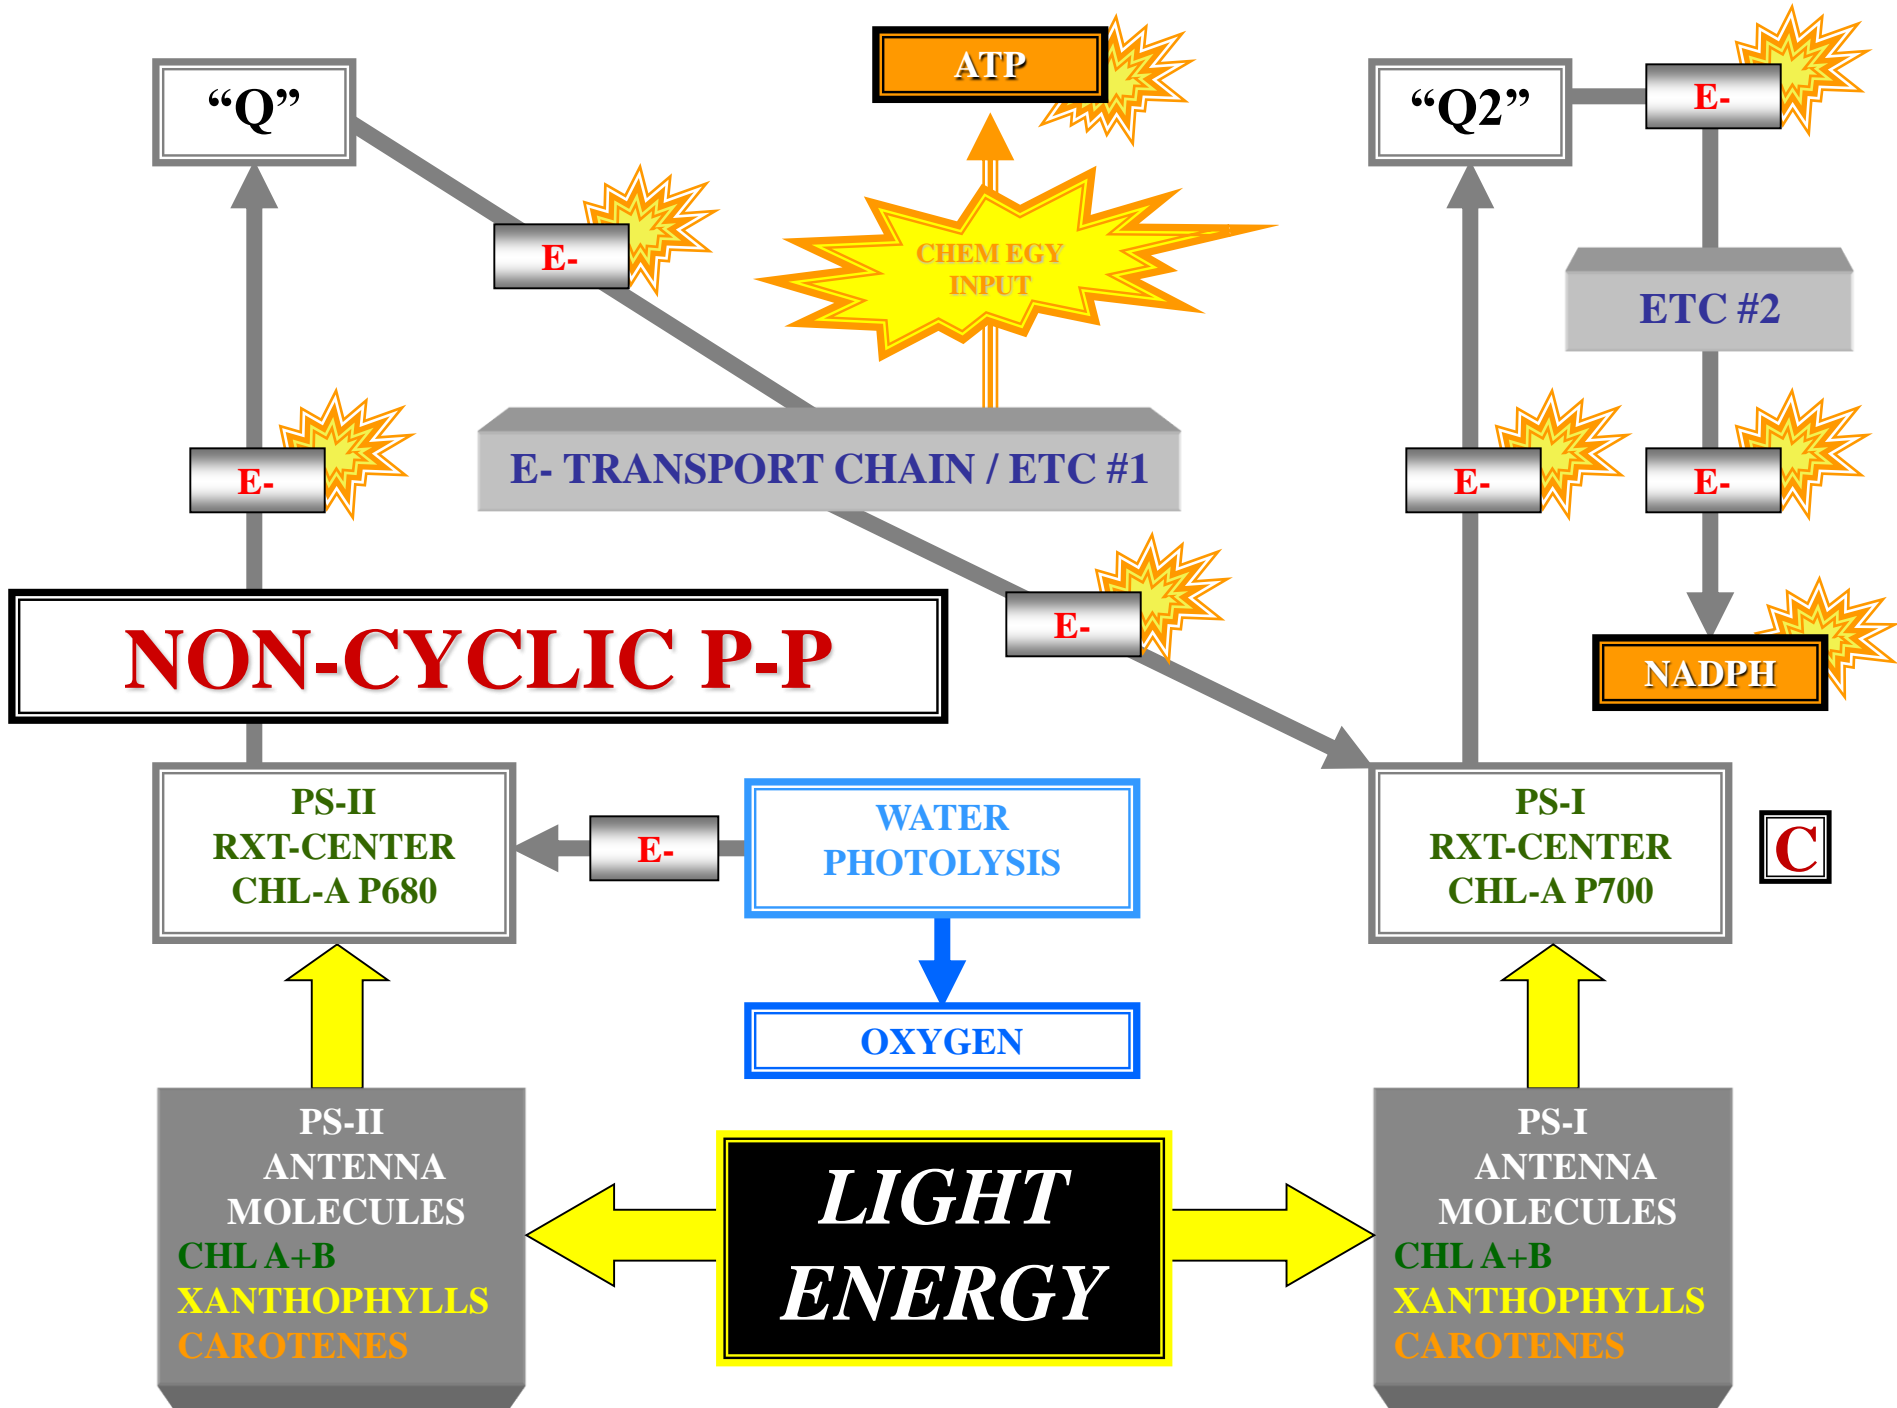 “Q”
ATP
“Q2”
E-
E-
CHEM EGY
INPUT
ETC #2
E- TRANSPORT CHAIN / ETC #1
E-
E-
E-
E-
NON-CYCLIC P-P
NADPH
PS-II
RXT-CENTER
CHL-A P680
E-
WATER
PHOTOLYSIS
PS-I
RXT-CENTER
CHL-A P700
C
OXYGEN
PS-II
ANTENNA
MOLECULES
CHL A+B
XANTHOPHYLLS
CAROTENES
LIGHT
ENERGY
PS-I
ANTENNA
MOLECULES
CHL A+B
XANTHOPHYLLS
CAROTENES